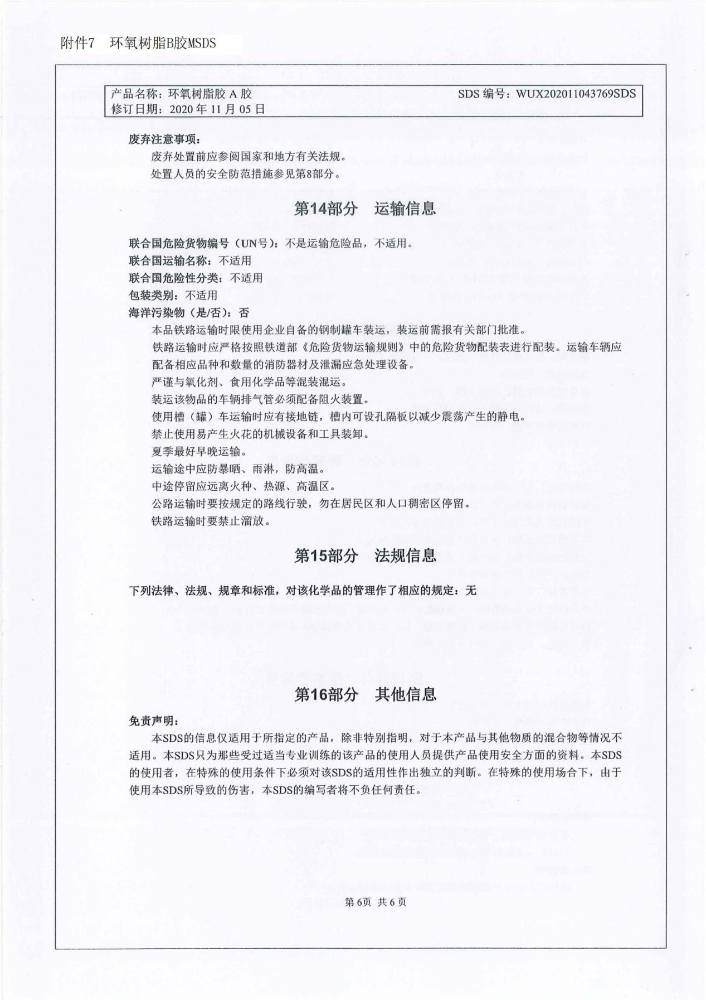 附件7 环氧树脂B胶MSDS
产品名称：环氧树脂胶 A 胶 SDS 编号：WUX202011043769SDS
修订日期：2020 年 11 月 05 日
废弃注意事项：
废弃处置前应参阅国家和地方有关法规。
处置人员的安全防范措施参见第8部分。
第14部分 运输信息
联合国危险货物编号（UN号）：不是运输危险品，不适用。
联合国运输名称：不适用
联合国危险性分类：不适用
包装类别：不适用
海洋污染物（是/否）：否
本品铁路运输时限使用企业自备的钢制罐车装运，装运前需报有关部门批准。
铁路运输时应严格按照铁道部《危险货物运输规则》中的危险货物配装表进行配装。运输车辆应
配备相应品种和数量的消防器材及泄漏应急处理设备。
严谨与氧化剂、食用化学品等混装混运。
装运该物品的车辆排气管必须配备阻火装置。
使用槽（罐）车运输时应有接地链，槽内可设孔隔板以减少震荡产生的静电。
禁止使用易产生火花的机械设备和工具装卸。
夏季最好早晚运输。
运输途中应防暴晒、雨淋，防高温。
中途停留应远离火种、热源、高温区。
公路运输时要按规定的路线行驶，勿在居民区和人口稠密区停留。
铁路运输时要禁止溜放。
第15部分 法规信息
下列法律、法规、规章和标准，对该化学品的管理作了相应的规定：无
第16部分 其他信息
免责声明：
本SDS的信息仅适用于所指定的产品，除非特别指明，对于本产品与其他物质的混合物等情况不
适用。本SDS只为那些受过适当专业训练的该产品的使用人员提供产品使用安全方面的资料。本SDS
的使用者，在特殊的使用条件下必须对该SDS的适用性作出独立的判断。在特殊的使用场合下，由于
使用本SDS所导致的伤害，本SDS的编写者将不负任何责任。
第 6页 共 6 页